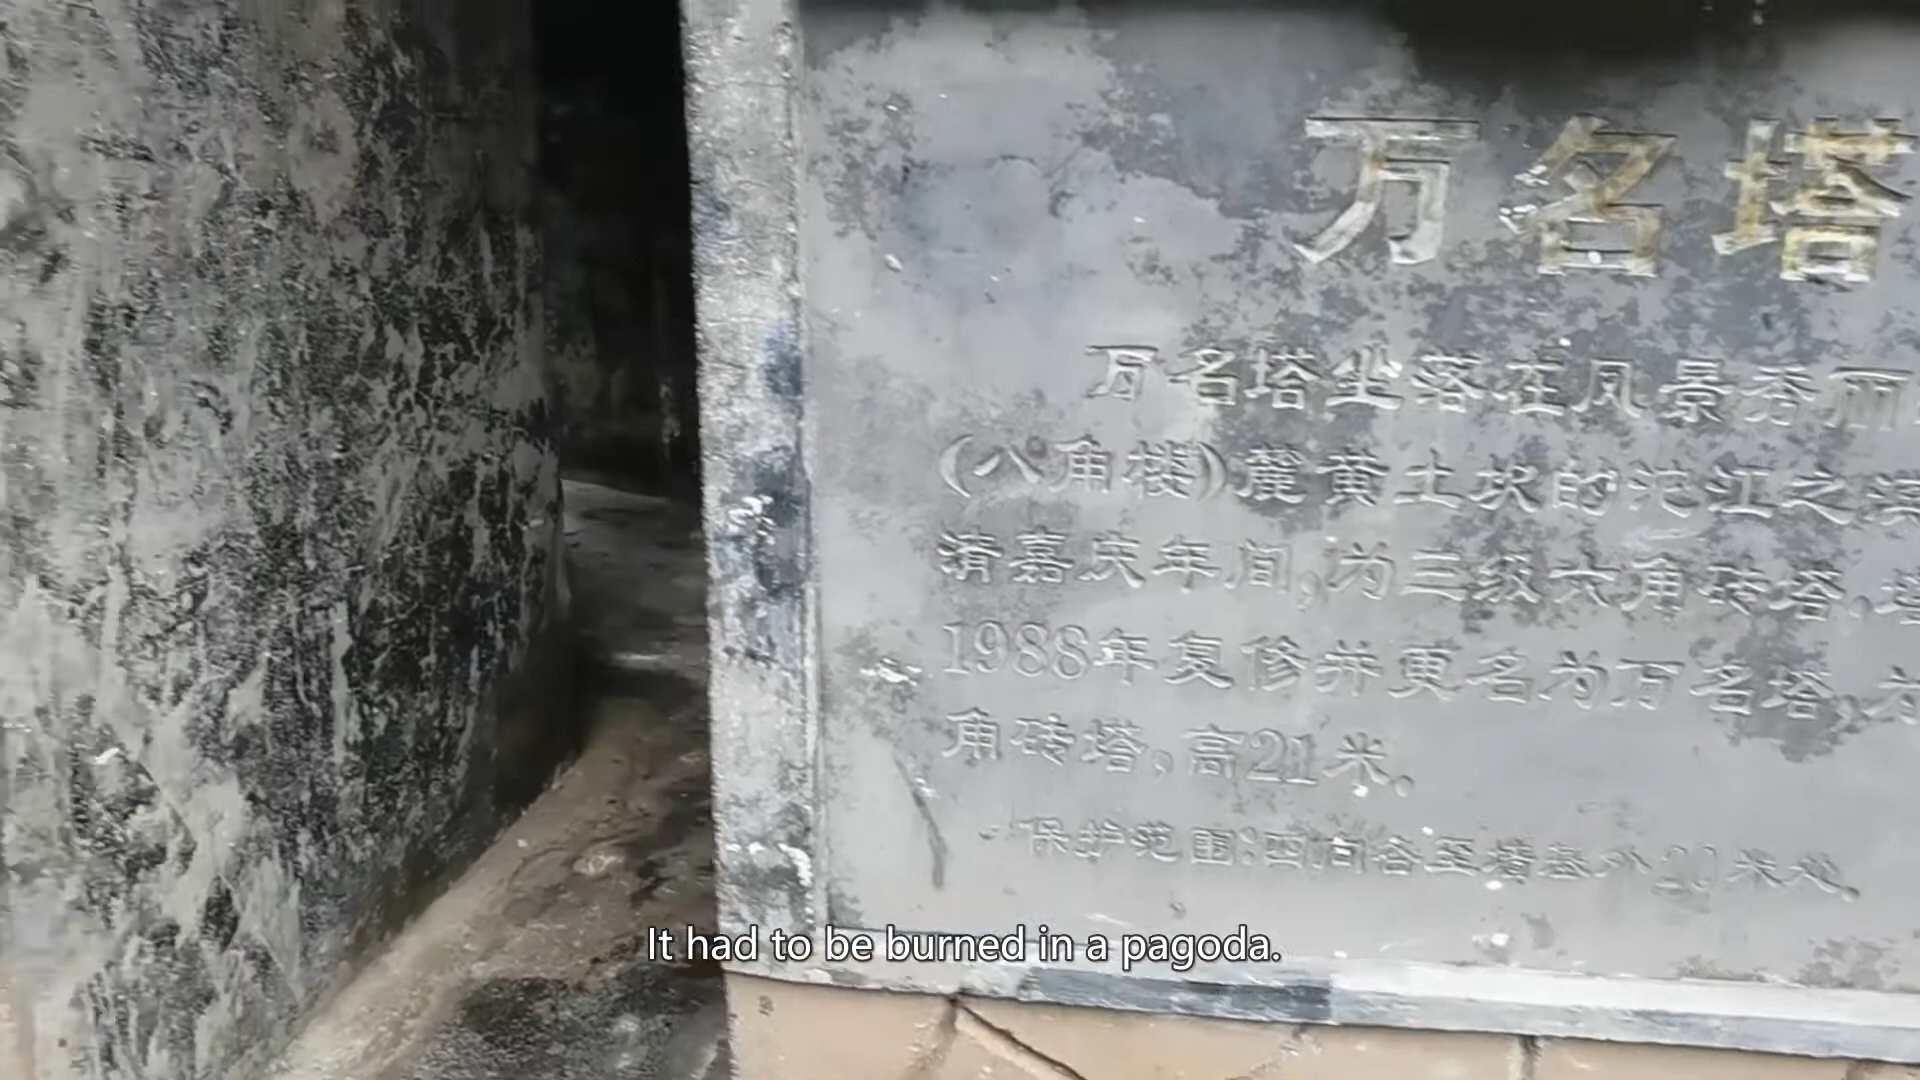 万名塔
万名塔坐落在风景秀丽
(八角楼)麓黄土坎的沱江之滨
清嘉庆年间,为三级六角砖塔.塔
1988年复修并更名为万名塔,六
角砖塔,高21米.
保护范围:四向各至塔基外20米处.
It had to be burned in a pagoda.